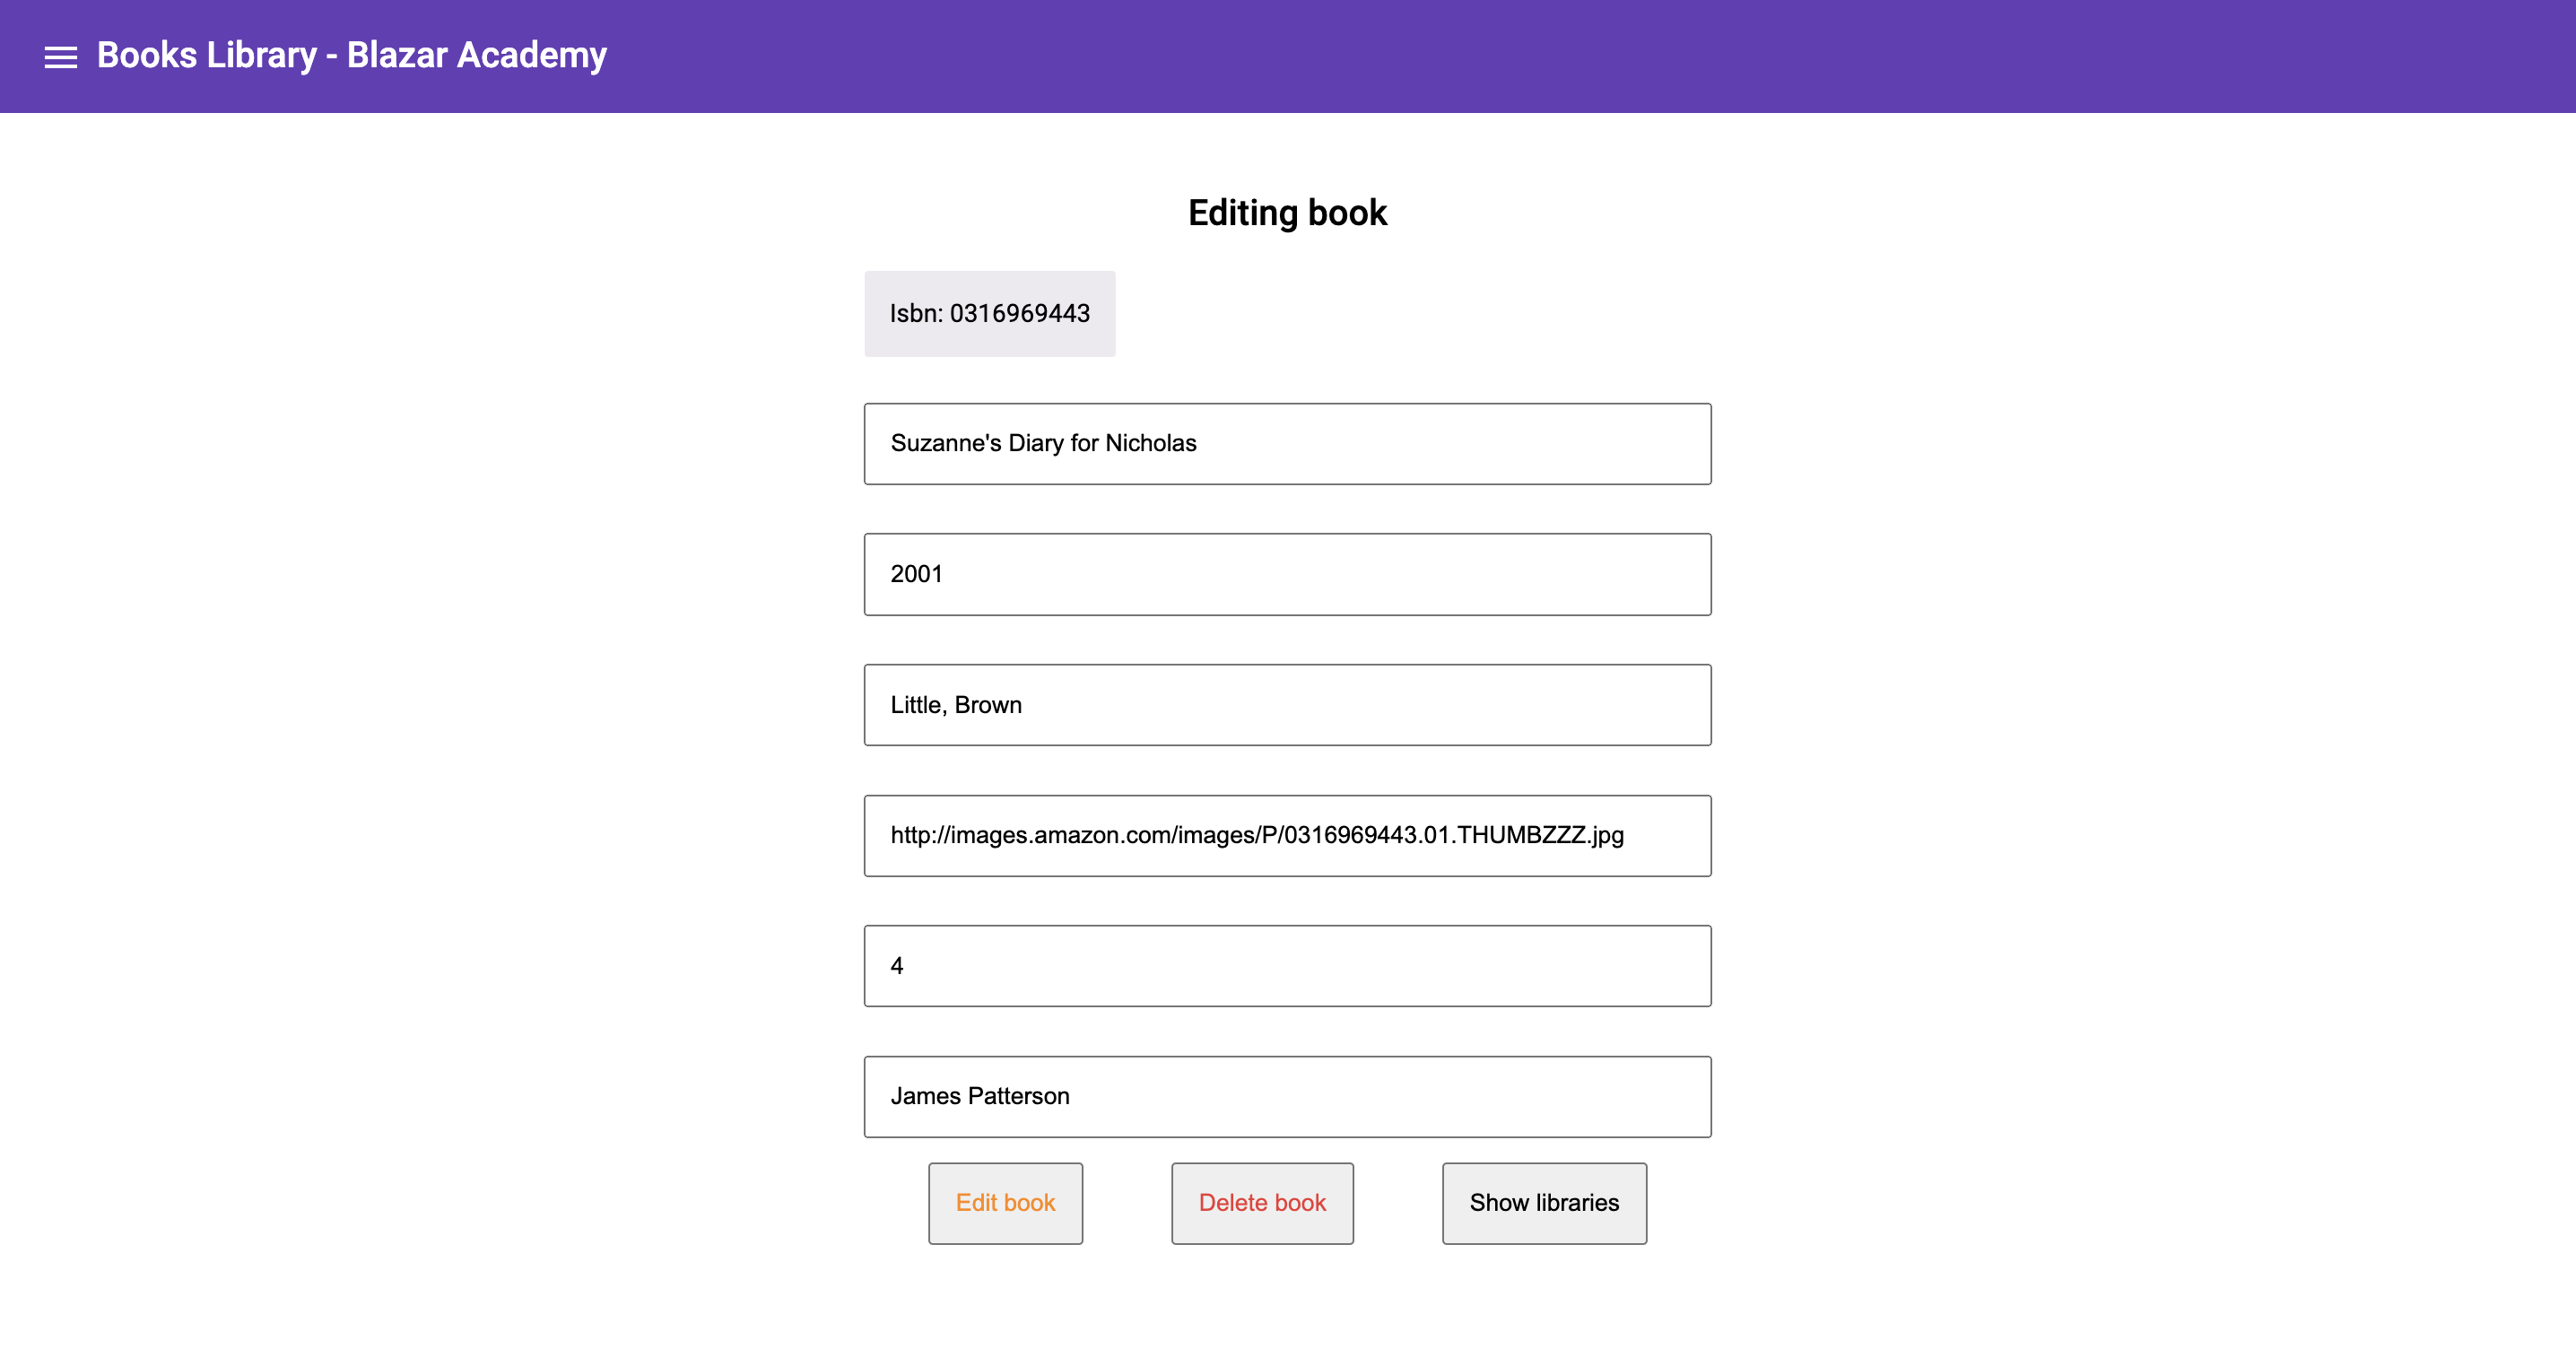 Books Library - Blazar Academy
Editing book
Isbn: 0316969443
Suzanne's Diary for Nicholas
2001
Little, Brown
http://images.amazon.com/images/P/0316969443.01.THUMBZZZ.jpg
4
James Patterson
Edit book Delete book Show libraries